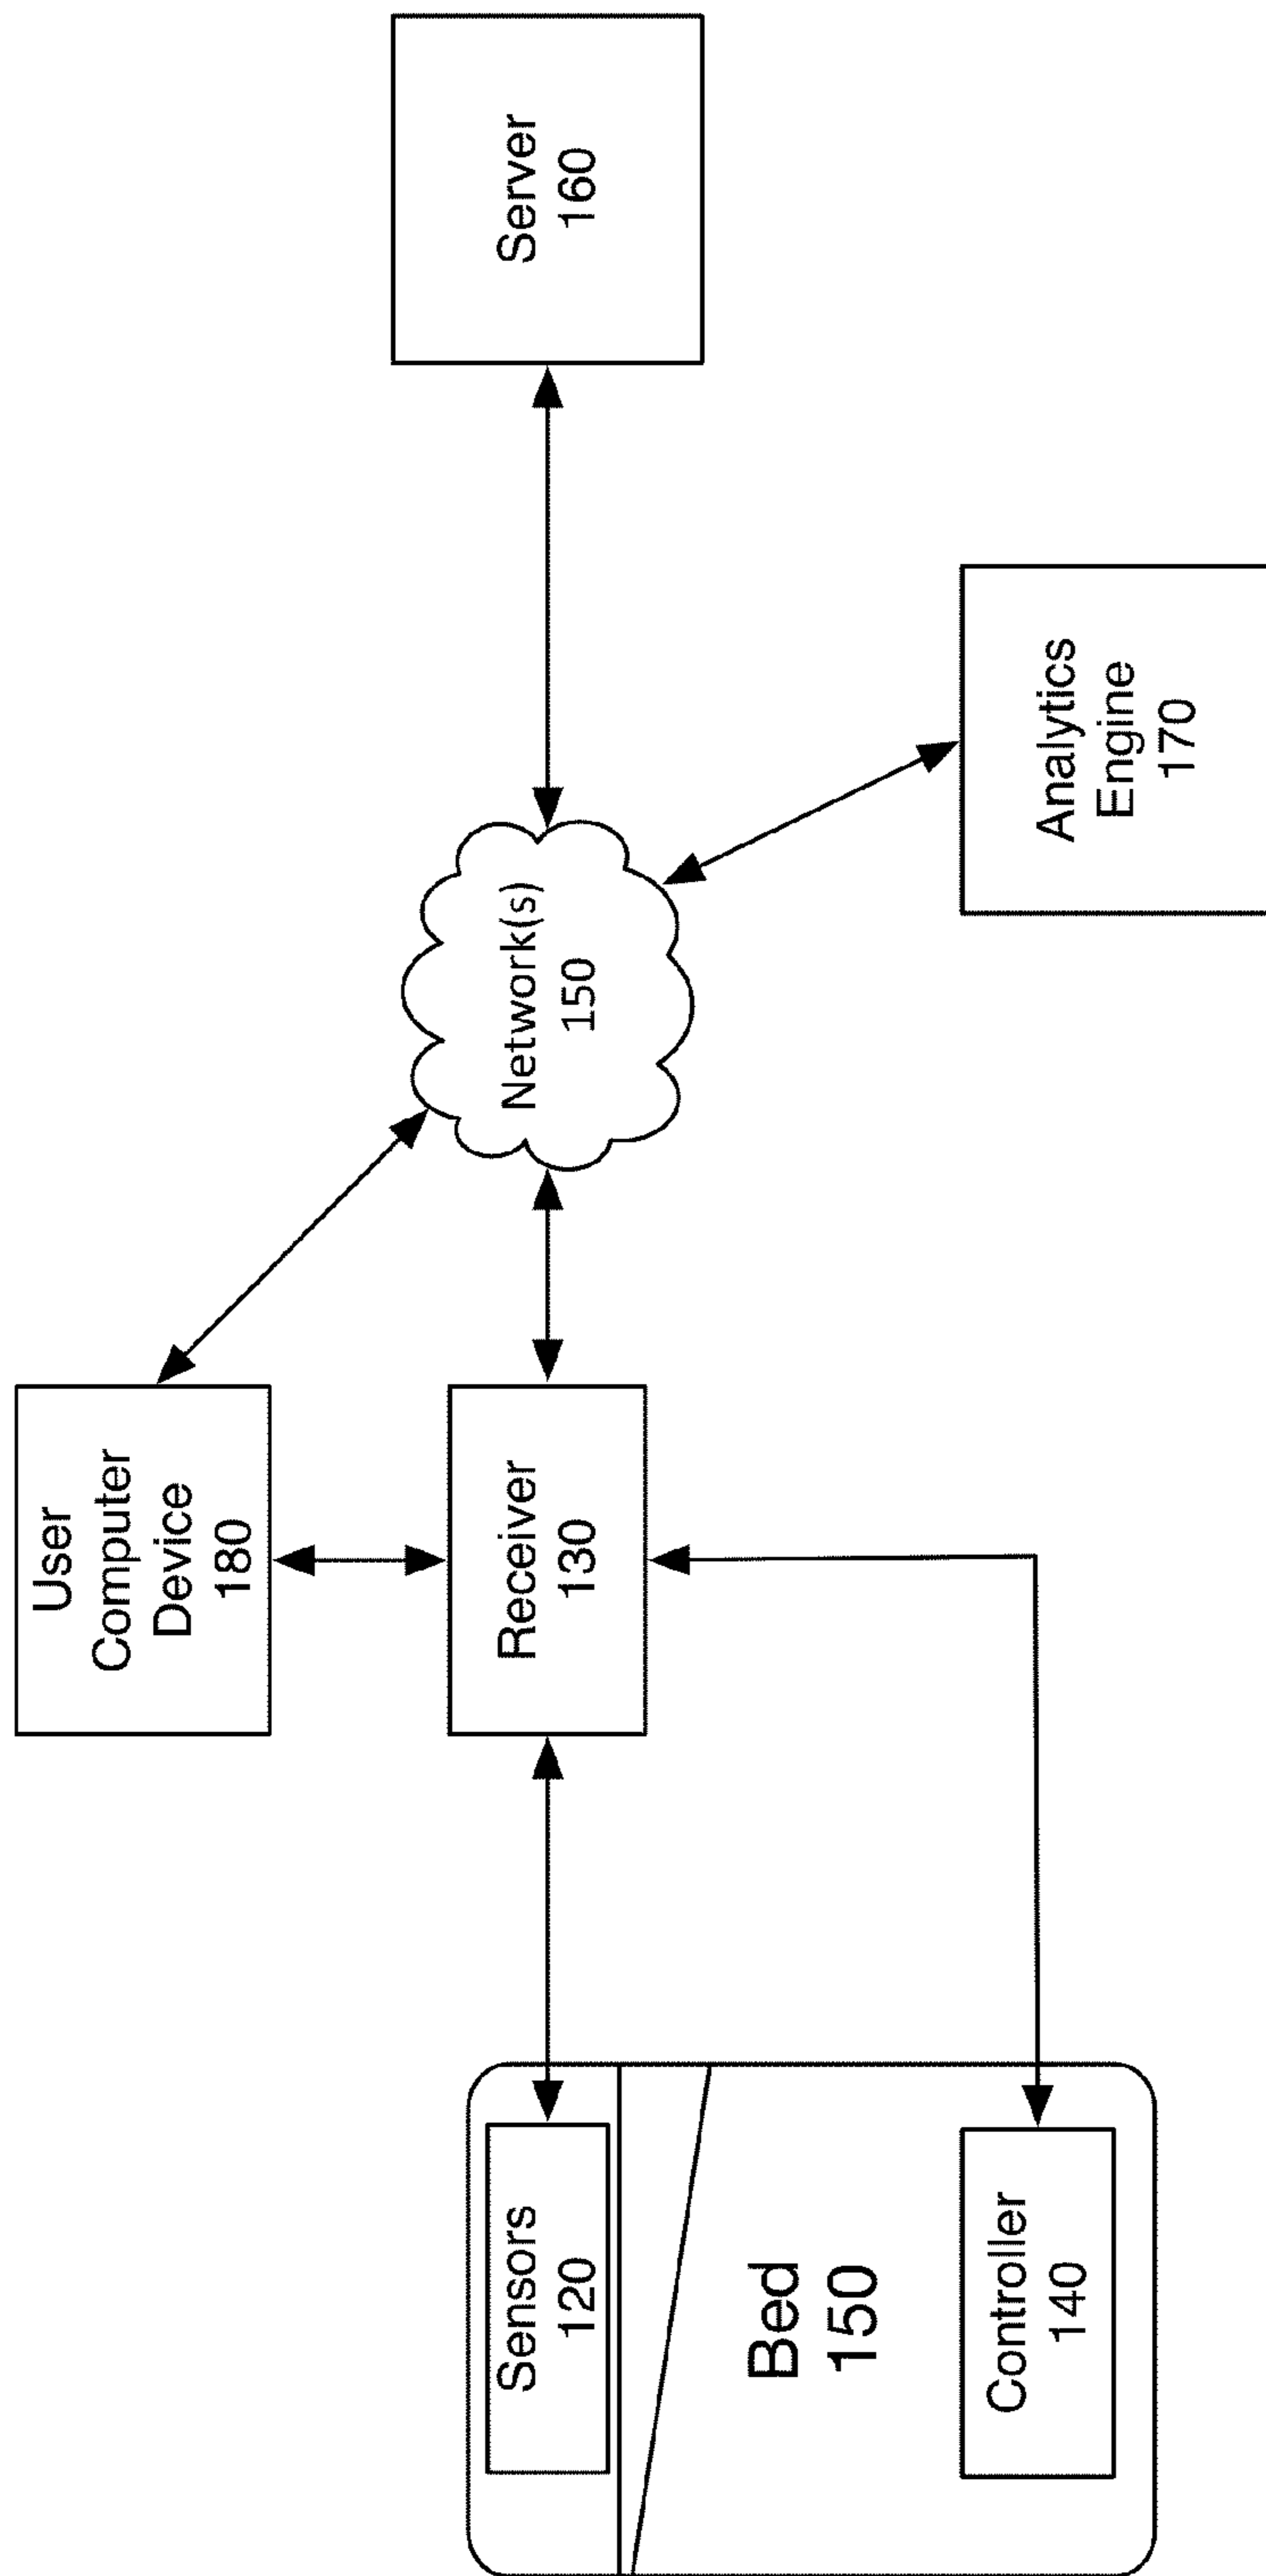 User
Computer
Device
180
Sensors
120
Receiver
130
Network(s)
150
Server
160
Bed
150
Controller
140
Analytics
Engine
170